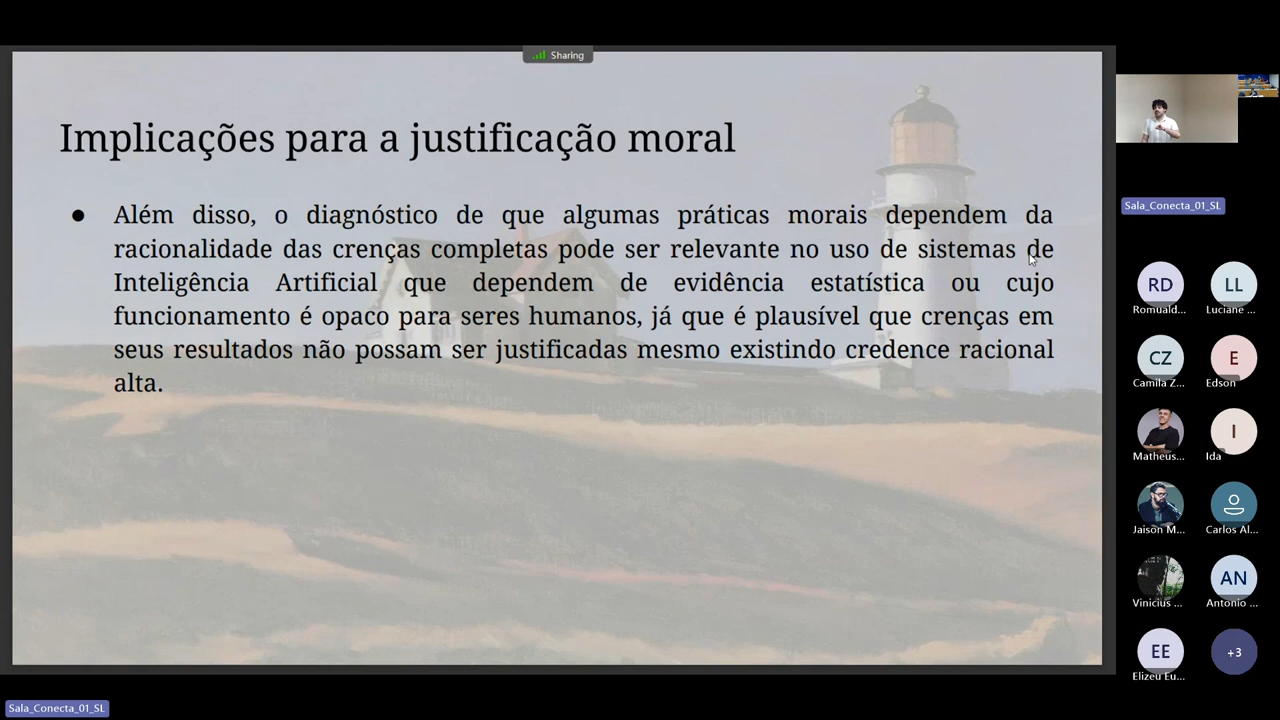 Sharing
Implicações para a justificação moral
● Além disso, o diagnóstico de que algumas práticas morais dependem da
racionalidade das crenças completas pode ser relevante no uso de sistemas de
Inteligência Artificial que dependem de evidência estatística ou cujo
funcionamento é opaco para seres humanos, já que é plausível que crenças em
seus resultados não possam ser justificadas mesmo existindo credence racional
alta.
Sala_Conecta_01_SL
RD
LL
Romuald...
Luciane ...
CZ
E
Camila Z...
Edson
I
Matheus...
Ida
Jaison M...
Carlos Al...
AN
Vinicius ...
Antonio ...
EE
+3
Elizeu Eu...
Sala_Conecta_01_SL